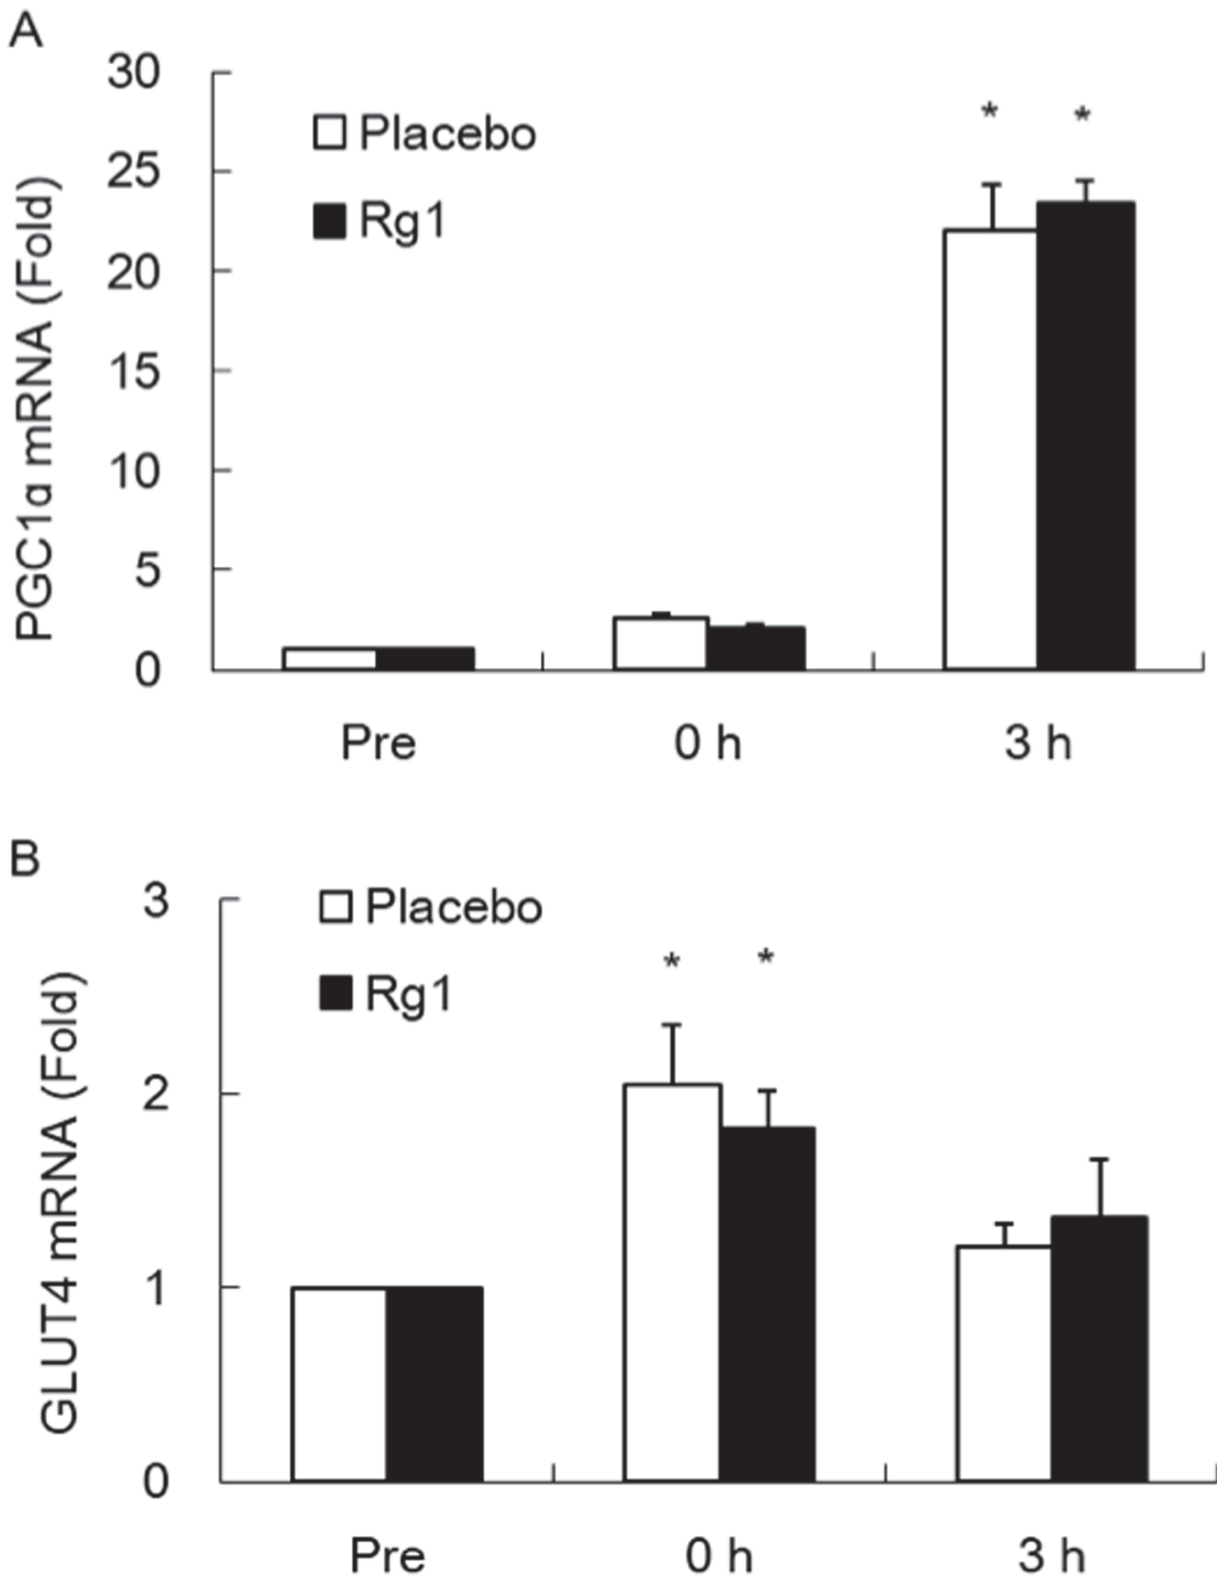 A
30
25
20
15
10
5
0
PGC1α mRNA (Fold)
Placebo
Rg1
* *
Pre 0 h 3 h
B
3
2
1
0
GLUT4 mRNA (Fold)
Placebo
Rg1
* *
Pre 0 h 3 h